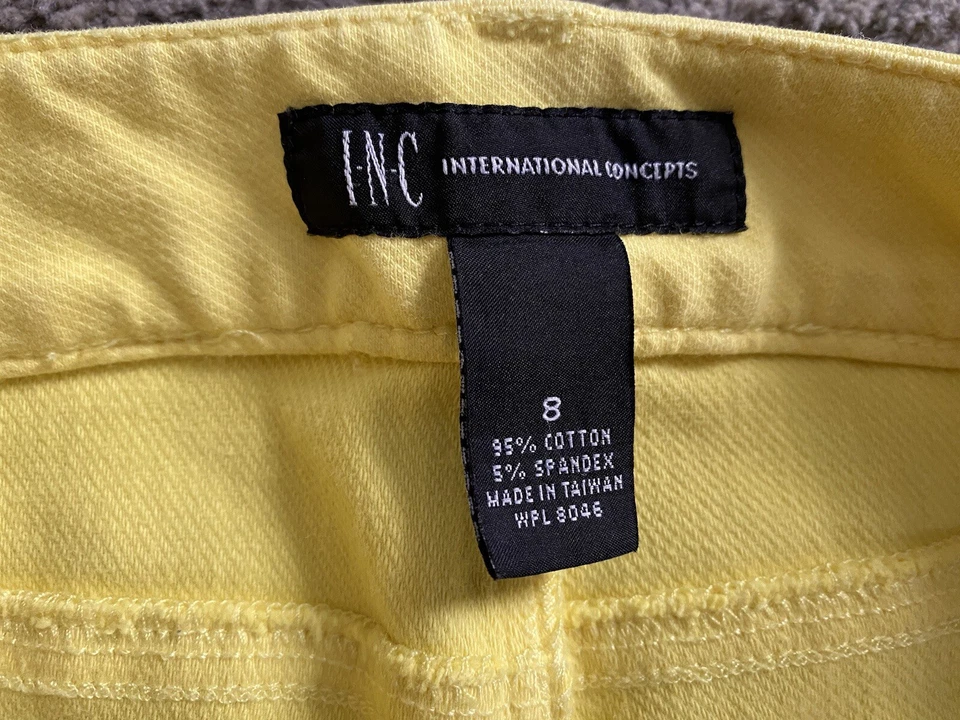 I·N·C INTERNATIONAL CONCEPTS
8
95% COTTON
5% SPANDEX
MADE IN TAIWAN
WPL 8046